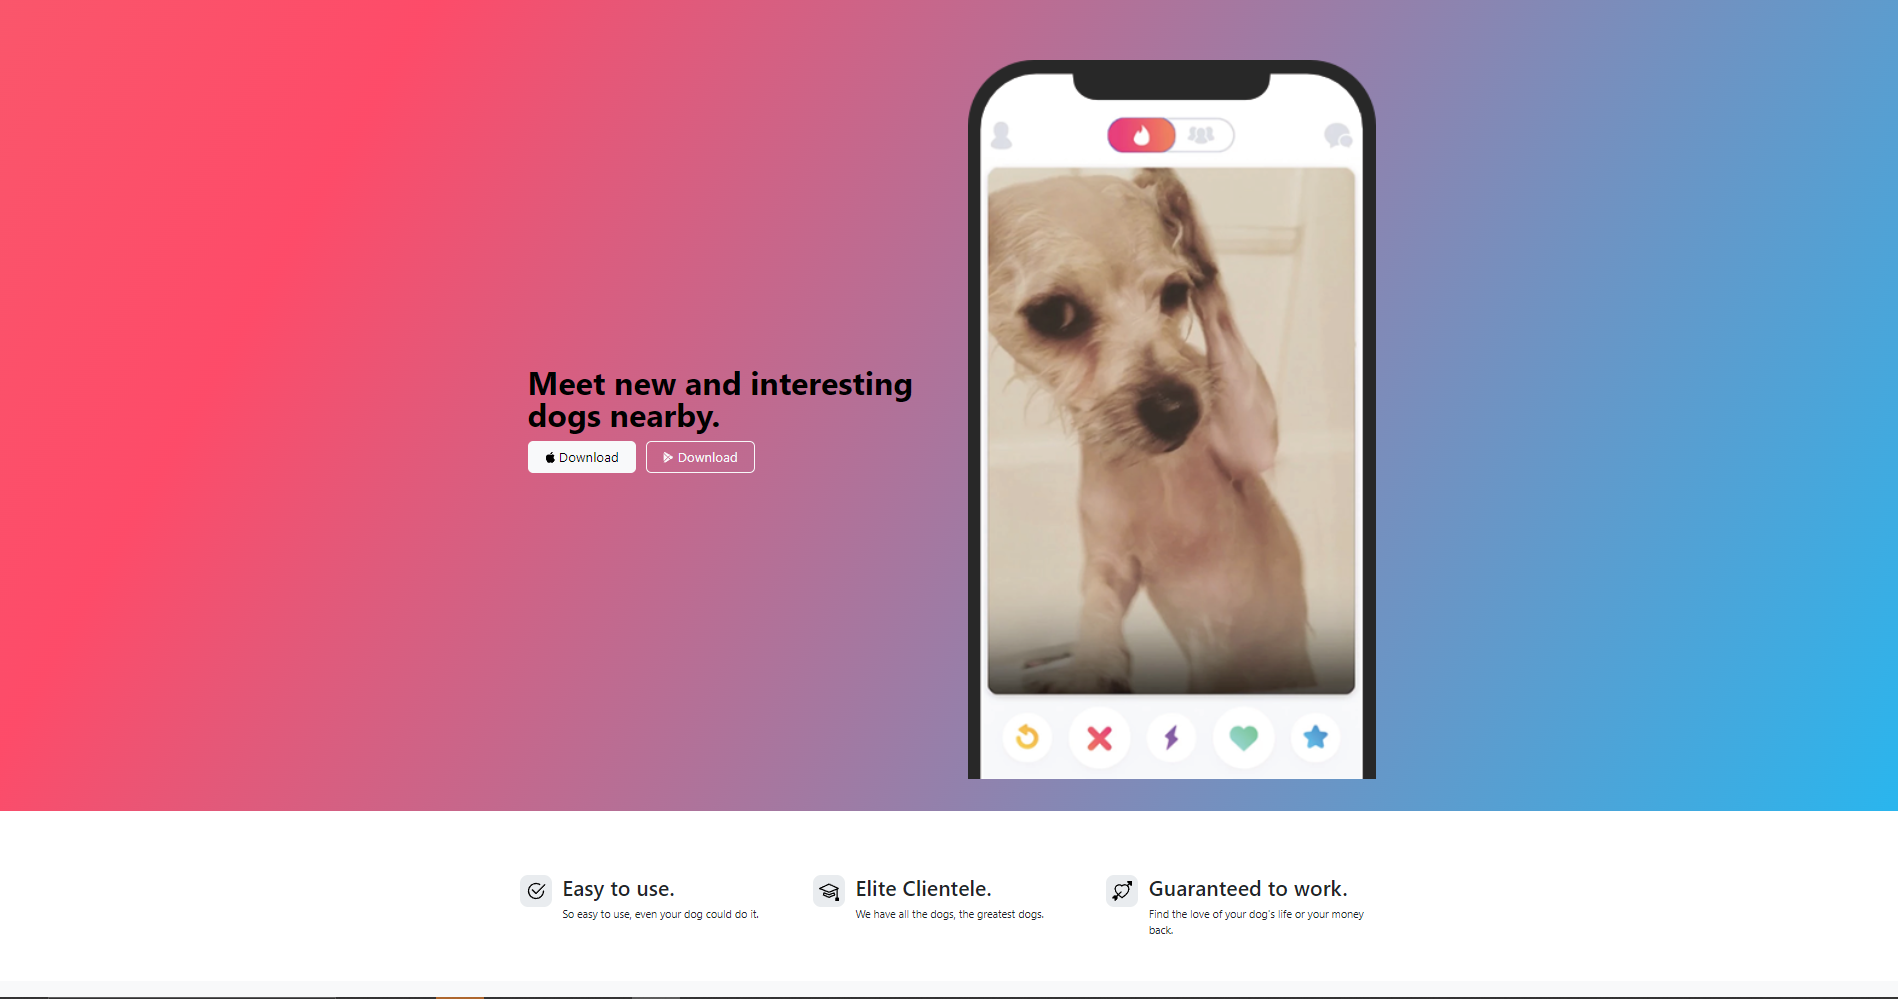 Meet new and interesting
dogs nearby.
Download
Download
Easy to use.
So easy to use, even your dog could do it.
Elite Clientele.
We have all the dogs, the greatest dogs.
Guaranteed to work.
Find the love of your dog's life or your money
back.